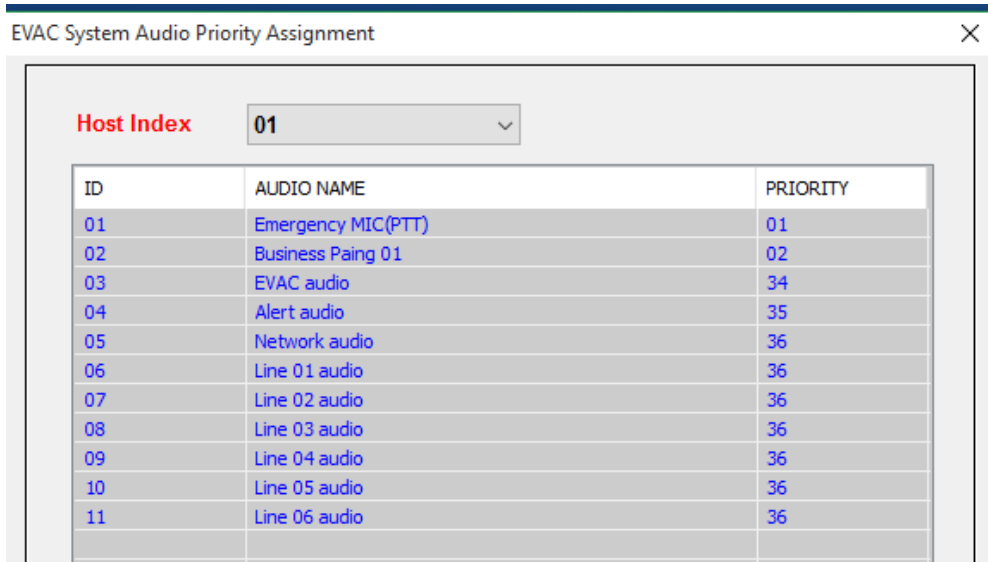 EVAC System Audio Priority Assignment
Host Index 01
ID AUDIO NAME PRIORITY
01 Emergency MIC(PTT) 01
02 Business Paing 01 02
03 EVAC audio 34
04 Alert audio 35
05 Network audio 36
06 Line 01 audio 36
07 Line 02 audio 36
08 Line 03 audio 36
09 Line 04 audio 36
10 Line 05 audio 36
11 Line 06 audio 36